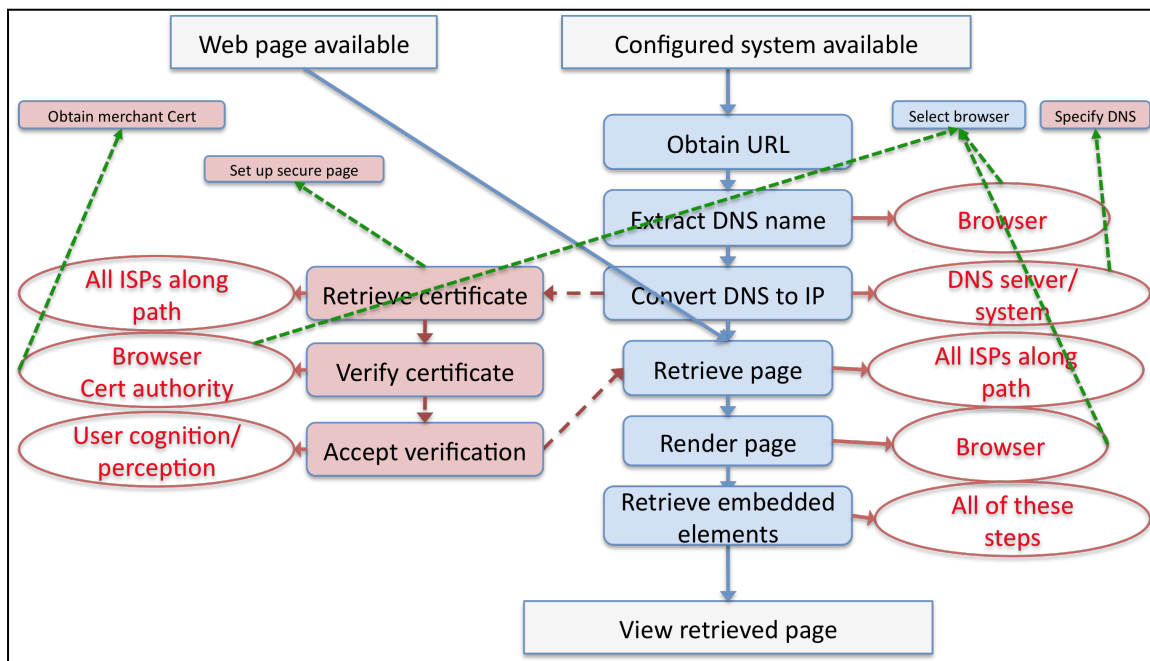 Web page available
Configured system available
Obtain merchant Cert
Select browser
Specify DNS
Obtain URL
Set up secure page
Extract DNS name
Browser
All ISPs along
path
Retrieve certificate
Convert DNS to IP
DNS server/
system
Browser
Cert authority
Verify certificate
Retrieve page
All ISPs along
path
User cognition/
perception
Accept verification
Render page
Browser
Retrieve embedded
elements
All of these
steps
View retrieved page